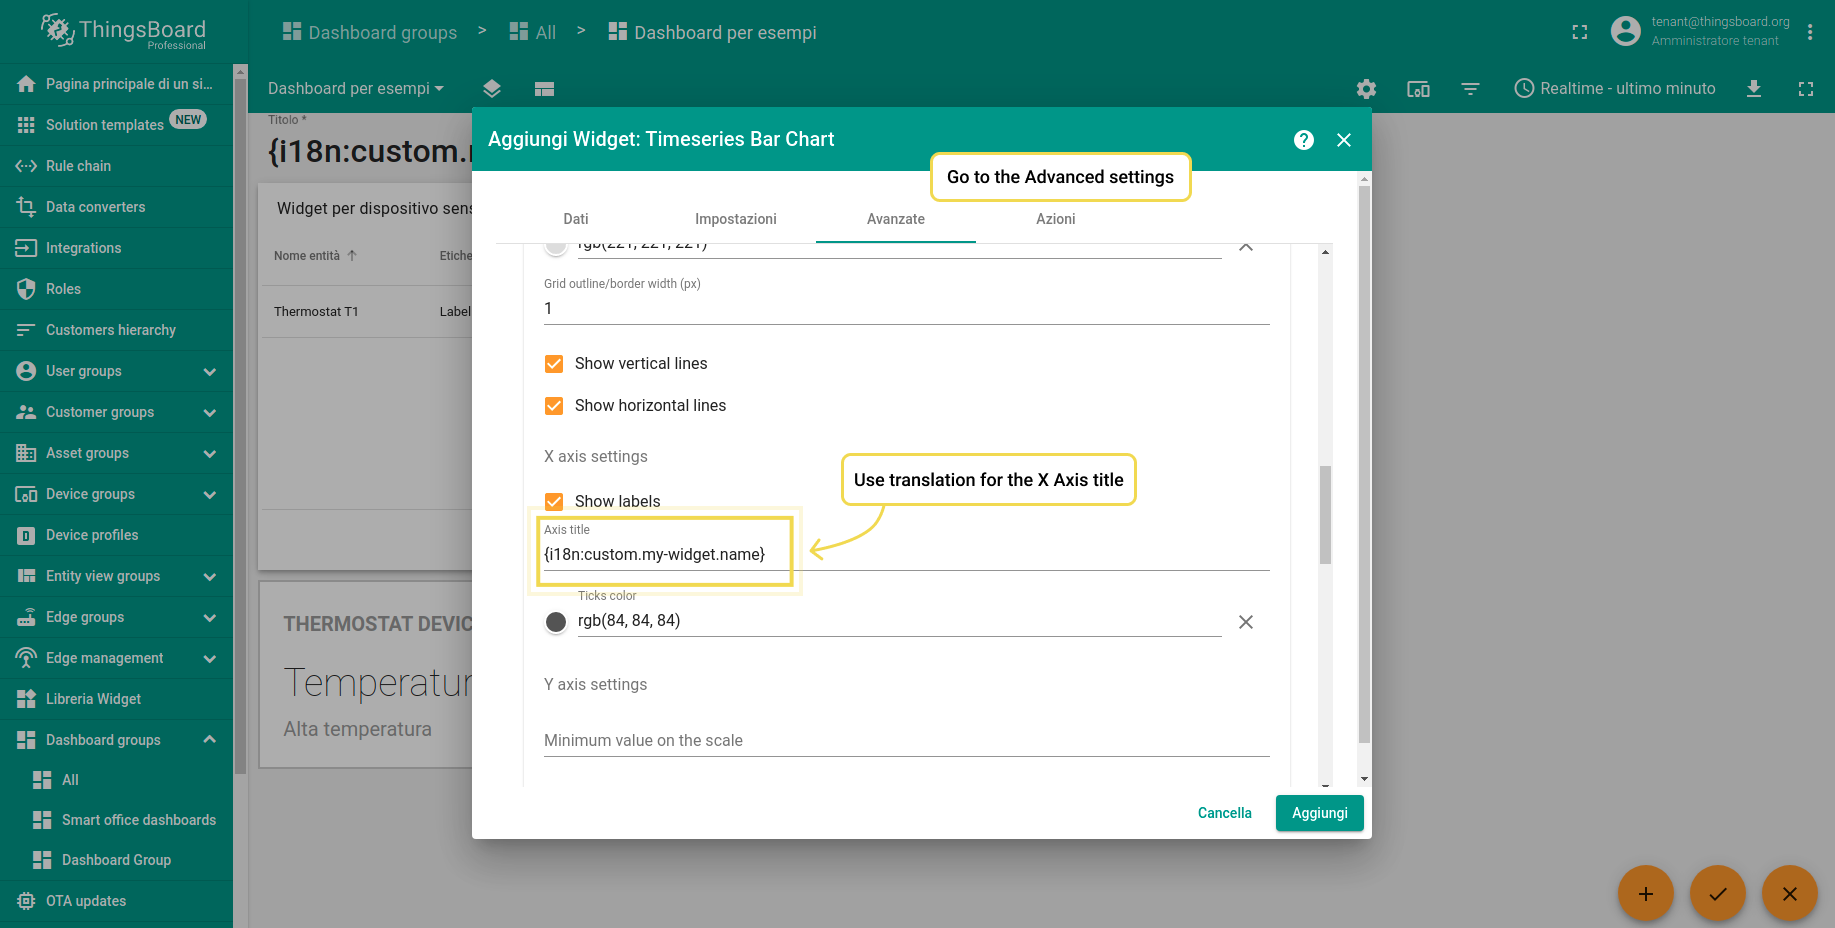 ThingsBoard
Professional
Dashboard groups > All > Dashboard per esempi
tenant@thingsboard.org
Amministratore tenant
Pagina principale di un si...
Solution templates NEW
Rule chain
Data converters
Integrations
Roles
Customers hierarchy
User groups
Customer groups
Asset groups
Device groups
Device profiles
Entity view groups
Edge groups
Edge management
Libreria Widget
Dashboard groups
All
Smart office dashboards
Dashboard Group
OTA updates
Dashboard per esempi
Realtime - ultimo minuto
Titolo *
{i18n:custom.
Widget per dispositivo sens
Nome entità Etiche
Thermostat T1 Label
THERMOSTAT DEVIC
Temperatur
Alta temperatura
Aggiungi Widget: Timeseries Bar Chart
Go to the Advanced settings
Dati Impostazioni Avanzate Azioni
rgb(221, 221, 221)
Grid outline/border width (px)
1
Show vertical lines
Show horizontal lines
X axis settings
Use translation for the X Axis title
Show labels
Axis title
{i18n:custom.my-widget.name}
Ticks color
rgb(84, 84, 84)
Y axis settings
Minimum value on the scale
Cancella Aggiungi